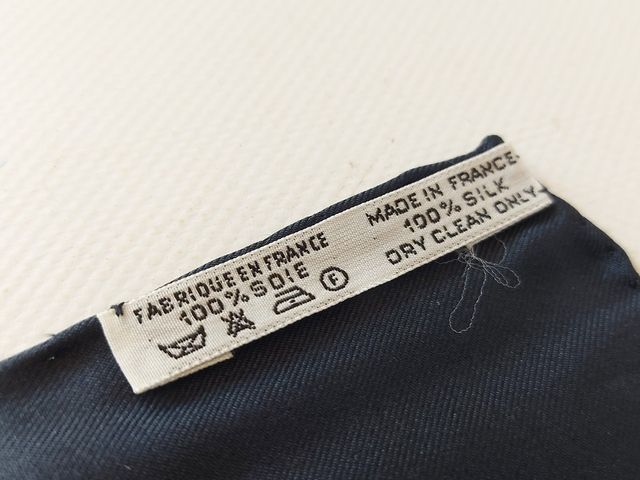 FABRIQUE EN FRANCE
100% SOIE
F
MADE IN FRANCE
100% SILK
DRY CLEAN ONLY